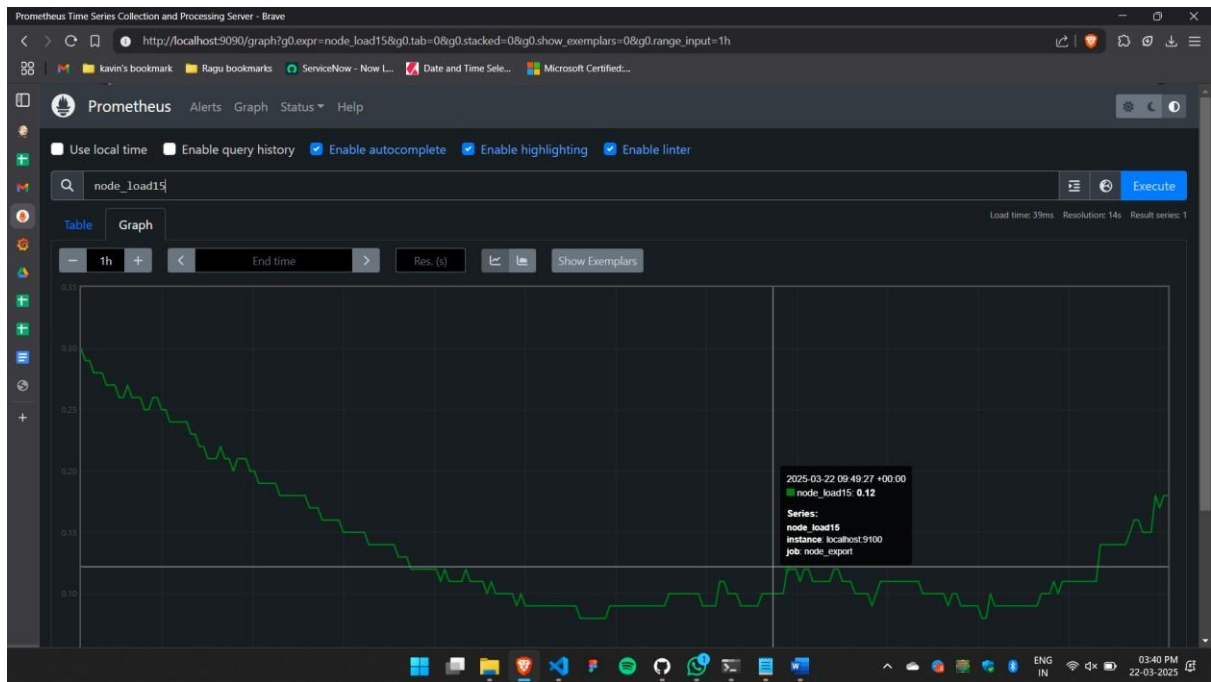 Prometheus Time Series Collection and Processing Server - Brave
http://localhost:9090/graph?g0.expr=node_load15&g0.tab=0&g0.stacked=0&g0.show_exemplars=0&g0.range_input=1h
kavin's bookmark Ragu bookmarks ServiceNow - Now L... Date and Time Sele... Microsoft Certified:...
Prometheus Alerts Graph Status Help
Use local time Enable query history Enable autocomplete Enable highlighting Enable linter
node_load15 Execute
Load time: 39ms Resolution: 14s Result series: 1
Table Graph
− 1h + End time Res. (s) Show Exemplars
0.35
0.30
0.25
0.20
2025-03-22 09:49:27 +00:00
node_load15: 0.12
Series:
node_load15
instance: localhost:9100
job: node_export
0.15
0.10
1
ENG 03:40 PM
IN 22-03-2025